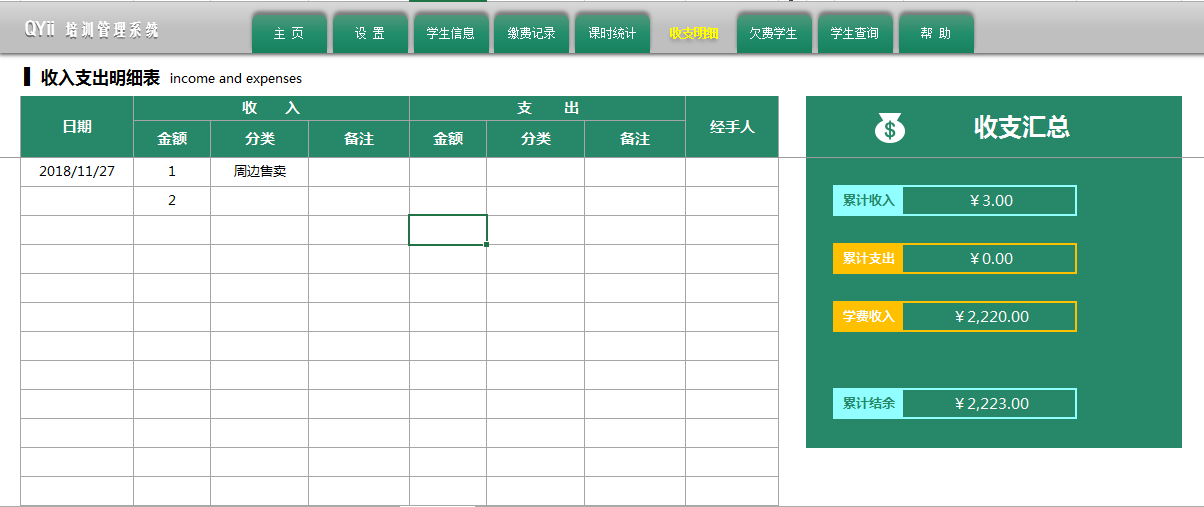 QYii 培训管理系统
主 页 设 置 学生信息 缴费记录 课时统计 收支明细 欠费学生 学生查询 帮 助
收入支出明细表 income and expenses
日期 收 入 支 出 经手人
金额 分类 备注 金额 分类 备注
2018/11/27 1 周边售卖
2
收支汇总
累计收入 ¥3.00
累计支出 ¥0.00
学费收入 ¥2,220.00
累计结余 ¥2,223.00